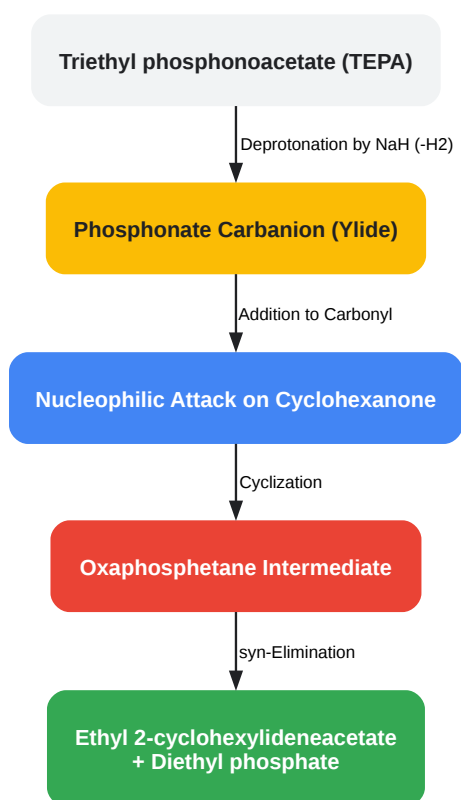 Triethyl phosphonoacetate (TEPA)
Deprotonation by NaH (-H2)
Phosphonate Carbanion (Ylide)
Addition to Carbonyl
Nucleophilic Attack on Cyclohexanone
Cyclization
Oxaphosphetane Intermediate
syn-Elimination
Ethyl 2-cyclohexylideneacetate
+ Diethyl phosphate